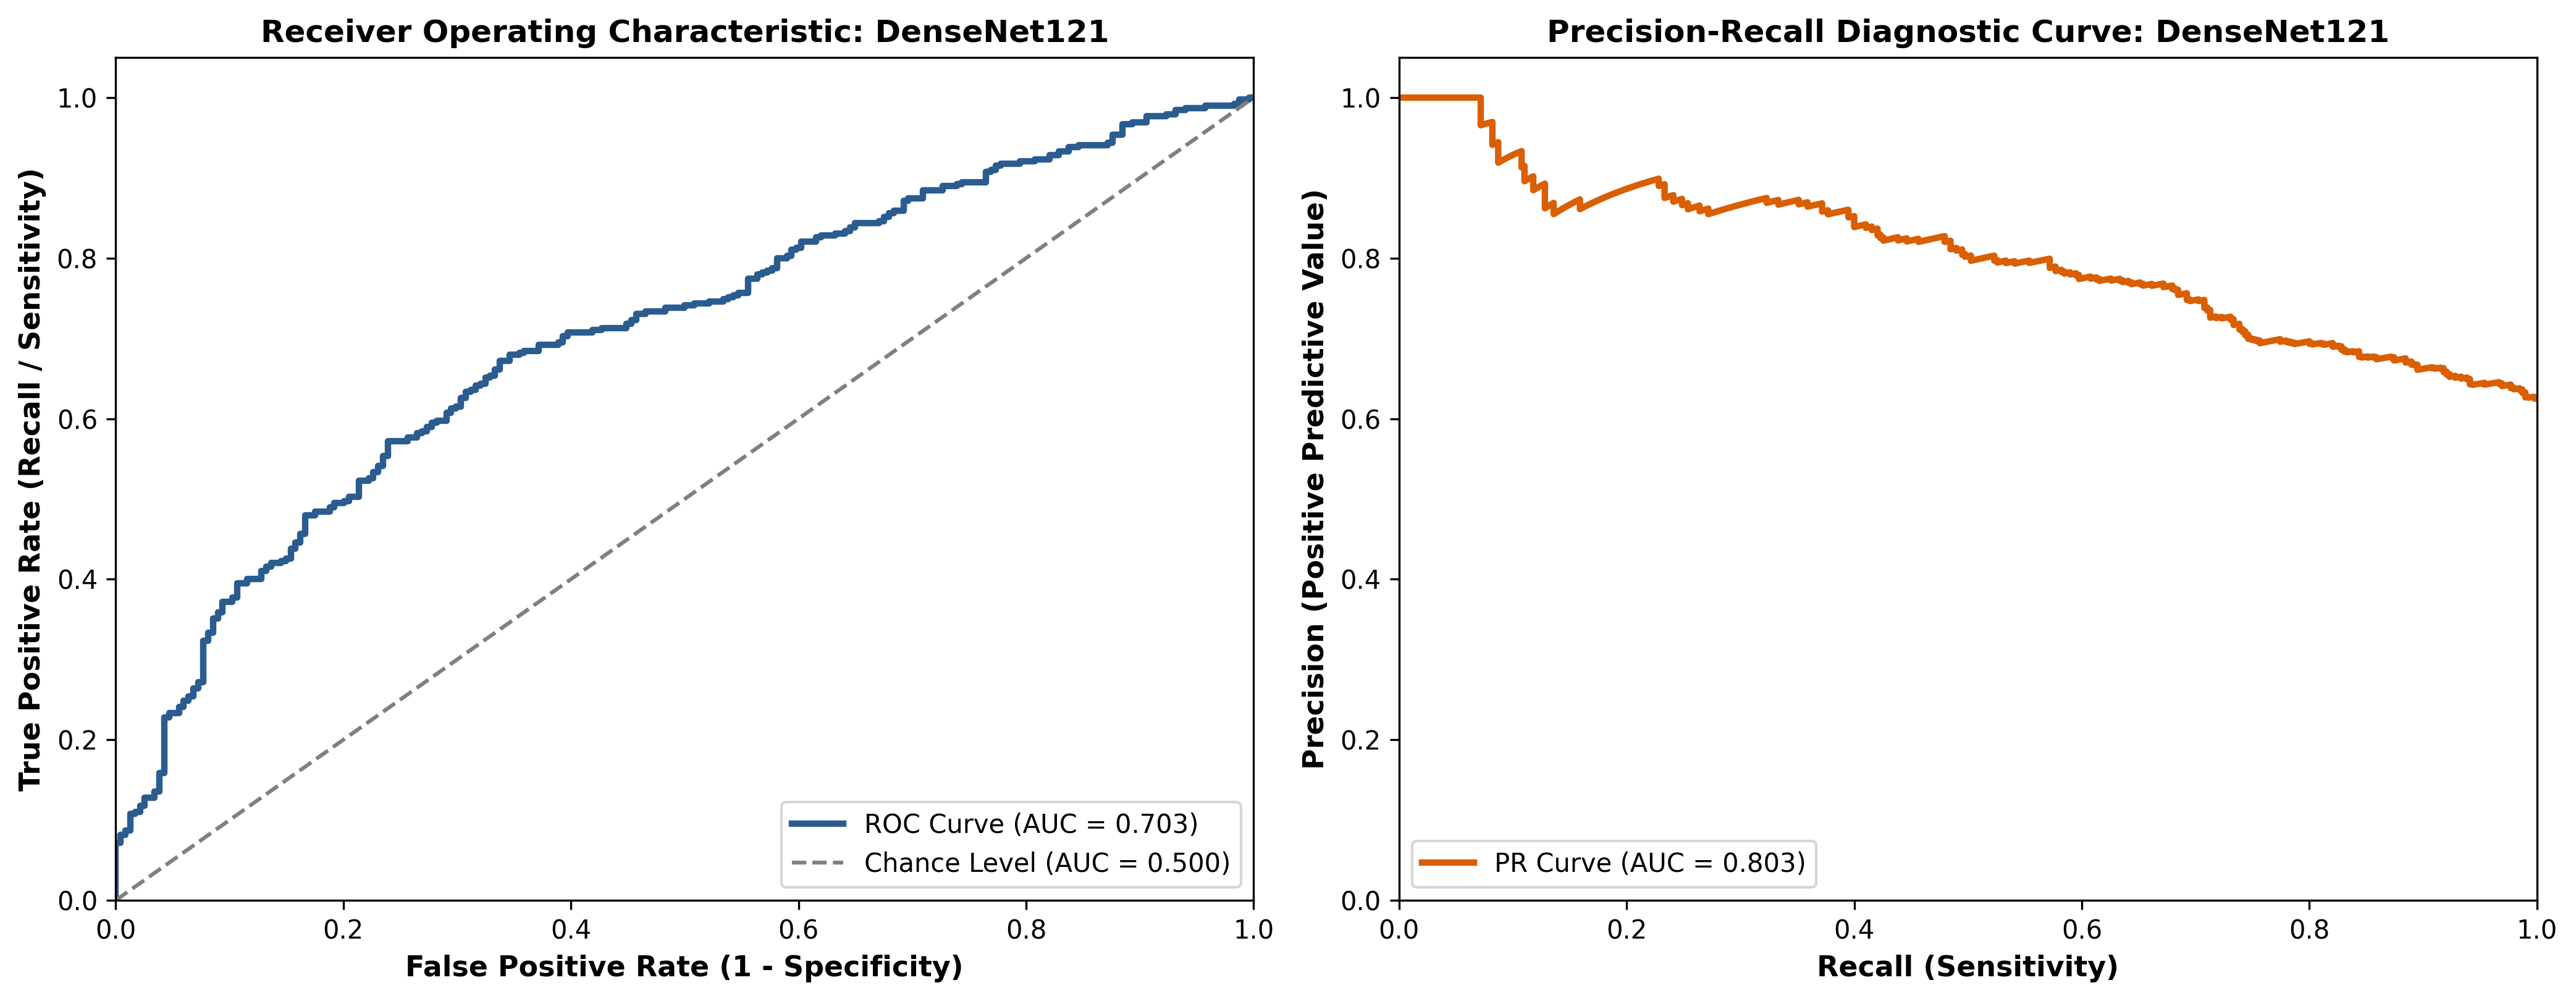 Receiver Operating Characteristic: DenseNet121
True Positive Rate (Recall / Sensitivity)
1.0
0.8
0.6
0.4
0.2
0.0
ROC Curve (AUC = 0.703)
Chance Level (AUC = 0.500)
0.0 0.2 0.4 0.6 0.8 1.0
False Positive Rate (1 - Specificity)
Precision-Recall Diagnostic Curve: DenseNet121
Precision (Positive Predictive Value)
1.0
0.8
0.6
0.4
0.2
0.0
PR Curve (AUC = 0.803)
0.0 0.2 0.4 0.6 0.8 1.0
Recall (Sensitivity)